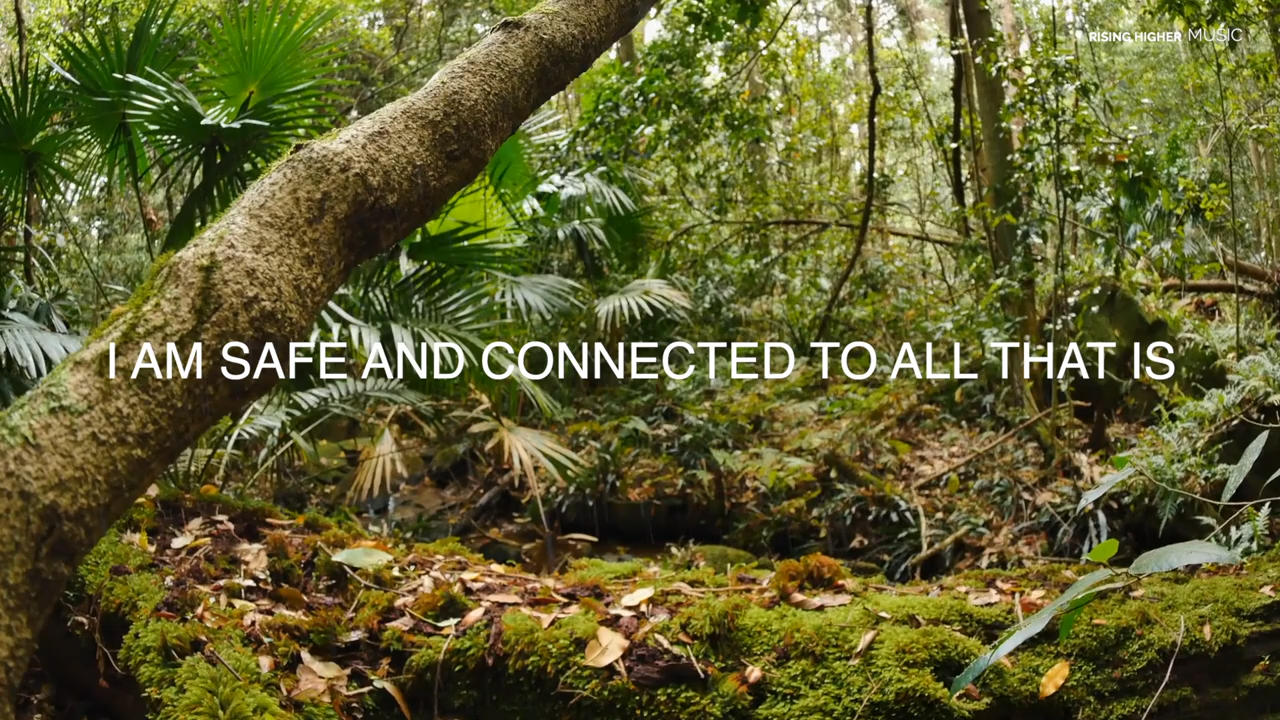 RISING HIGHER MUSIC
I AM SAFE AND CONNECTED TO ALL THAT IS